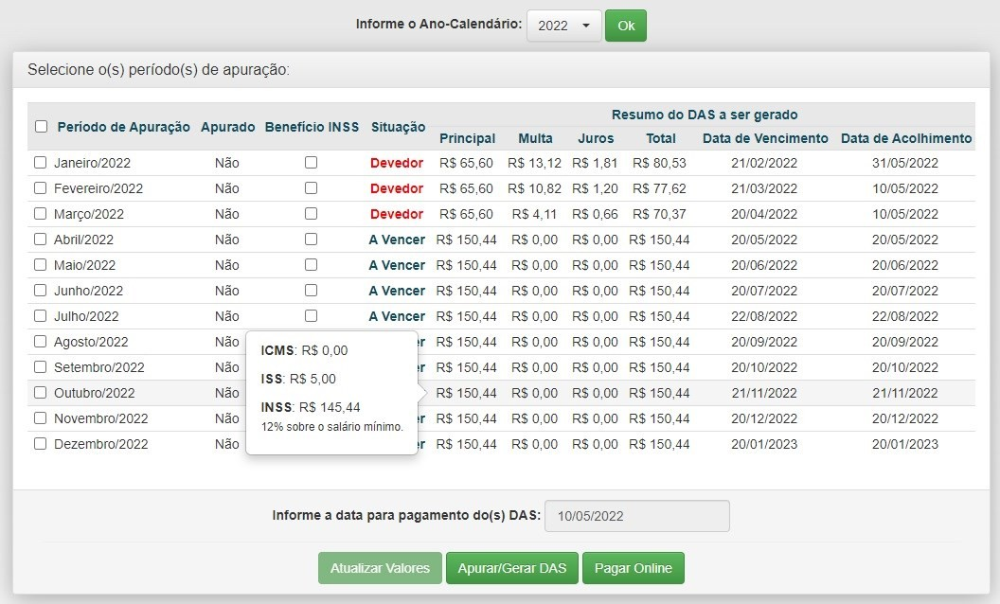 Informe o Ano-Calendário: 2022 Ok
Selecione o(s) período(s) de apuração:
Resumo do DAS a ser gerado
Período de Apuração Apurado Benefício INSS Situação
Principal Multa Juros Total Data de Vencimento Data de Acolhimento
Janeiro/2022 Não Devedor R$ 65,60 R$ 13,12 R$ 1,81 R$ 80,53 21/02/2022 31/05/2022
Fevereiro/2022 Não Devedor R$ 65,60 R$ 10,82 R$ 1,20 R$ 77,62 21/03/2022 10/05/2022
Março/2022 Não Devedor R$ 65,60 R$ 4,11 R$ 0,66 R$ 70,37 20/04/2022 10/05/2022
Abril/2022 Não A Vencer R$ 150,44 R$ 0,00 R$ 0,00 R$ 150,44 20/05/2022 20/05/2022
Maio/2022 Não A Vencer R$ 150,44 R$ 0,00 R$ 0,00 R$ 150,44 20/06/2022 20/06/2022
Junho/2022 Não A Vencer R$ 150,44 R$ 0,00 R$ 0,00 R$ 150,44 20/07/2022 20/07/2022
Julho/2022 Não A Vencer R$ 150,44 R$ 0,00 R$ 0,00 R$ 150,44 22/08/2022 22/08/2022
Agosto/2022 Não er R$ 150,44 R$ 0,00 R$ 0,00 R$ 150,44 20/09/2022 20/09/2022
Setembro/2022 Não er R$ 150,44 R$ 0,00 R$ 0,00 R$ 150,44 20/10/2022 20/10/2022
Outubro/2022 Não R$ 150,44 R$ 0,00 R$ 0,00 R$ 150,44 21/11/2022 21/11/2022
Novembro/2022 Não er R$ 150,44 R$ 0,00 R$ 0,00 R$ 150,44 20/12/2022 20/12/2022
Dezembro/2022 Não er R$ 150,44 R$ 0,00 R$ 0,00 R$ 150,44 20/01/2023 20/01/2023
ICMS: R$ 0,00
ISS: R$ 5,00
INSS: R$ 145,44
12% sobre o salário mínimo.
Informe a data para pagamento do(s) DAS: 10/05/2022
Atualizar Valores Apurar/Gerar DAS Pagar Online